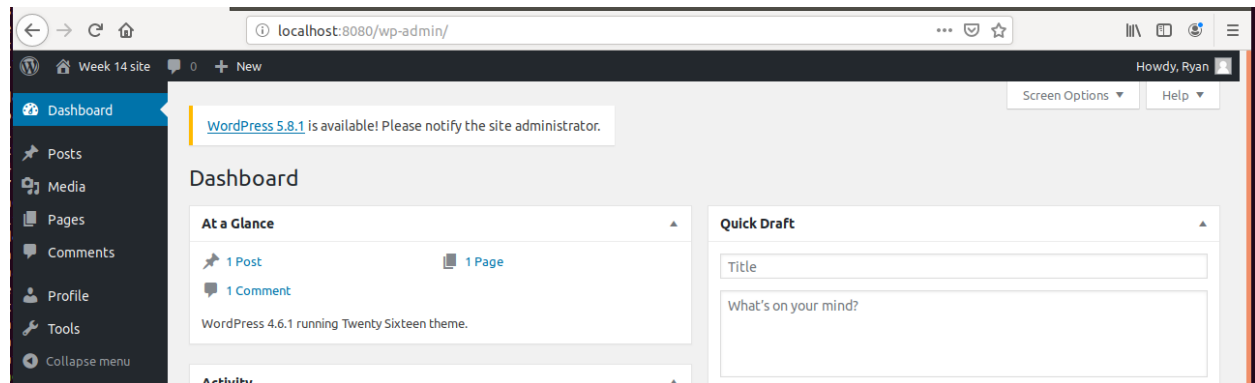 localhost:8080/wp-admin/
Week 14 site 0 + New Howdy, Ryan
Screen Options ▼ Help ▼
Dashboard
WordPress 5.8.1 is available! Please notify the site administrator.
Posts
Media
Pages
Comments
Profile
Tools
Collapse menu
Dashboard
At a Glance
1 Post 1 Page
1 Comment
WordPress 4.6.1 running Twenty Sixteen theme.
Activity
Quick Draft
Title
What's on your mind?